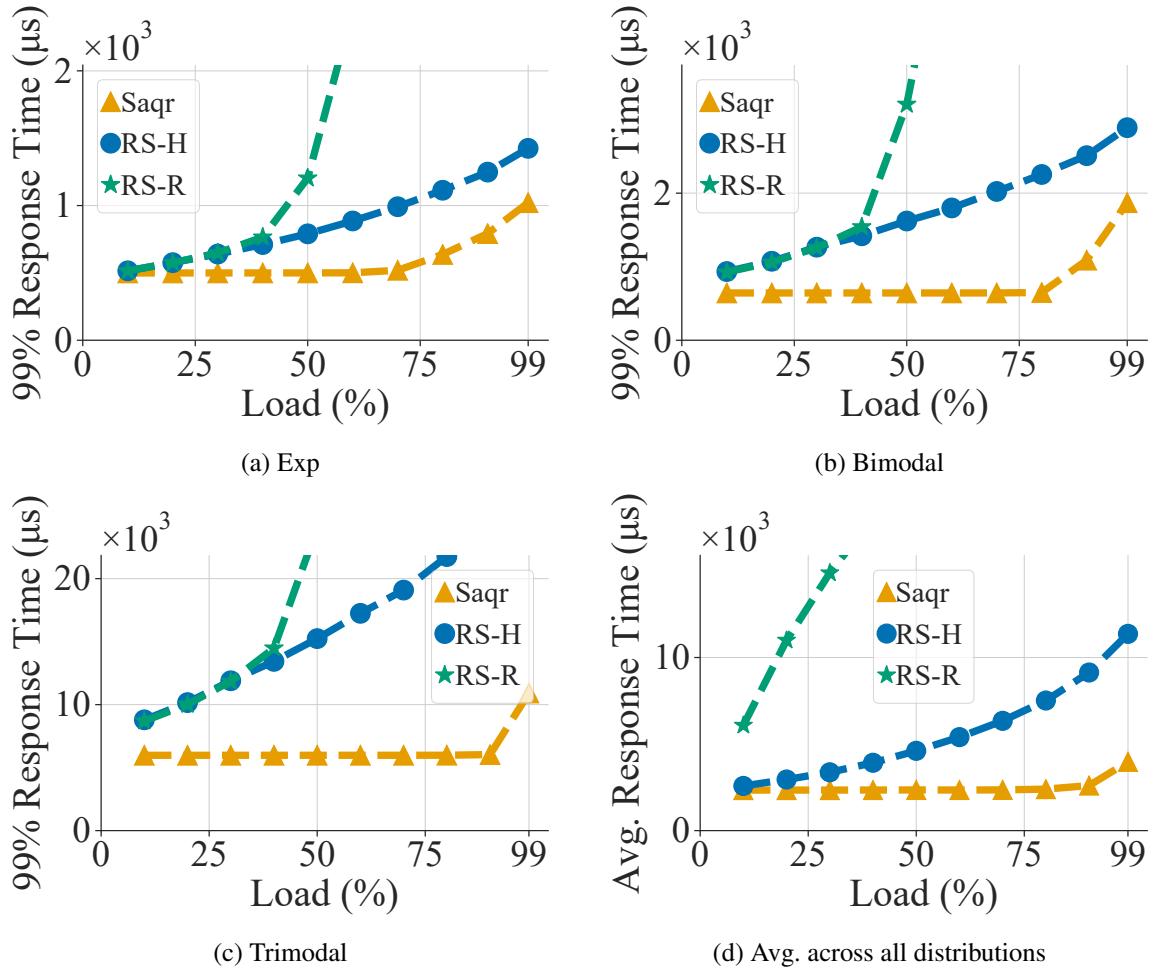 ×10³
99% Response Time (μs)
2
1
0
Saqr
RS-H
RS-R
0 25 50 75 99
Load (%)
(a) Exp
×10³
99% Response Time (μs)
2
0
Saqr
RS-H
RS-R
0 25 50 75 99
Load (%)
(b) Bimodal
×10³
99% Response Time (μs)
20
10
0
Saqr
RS-H
RS-R
0 25 50 75 99
Load (%)
(c) Trimodal
×10³
Avg. Response Time (μs)
10
0
Saqr
RS-H
RS-R
0 25 50 75 99
Load (%)
(d) Avg. across all distributions